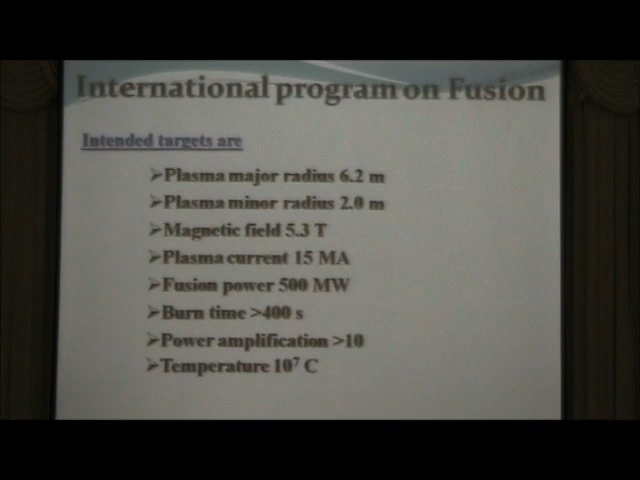 International program on Fusion
Intended targets are
➢Plasma major radius 6.2 m
➢Plasma minor radius 2.0 m
➢Magnetic field 5.3 T
➢Plasma current 15 MA
➢Fusion power 500 MW
➢Burn time >400 s
➢Power amplification >10
➢Temperature 10⁷ C